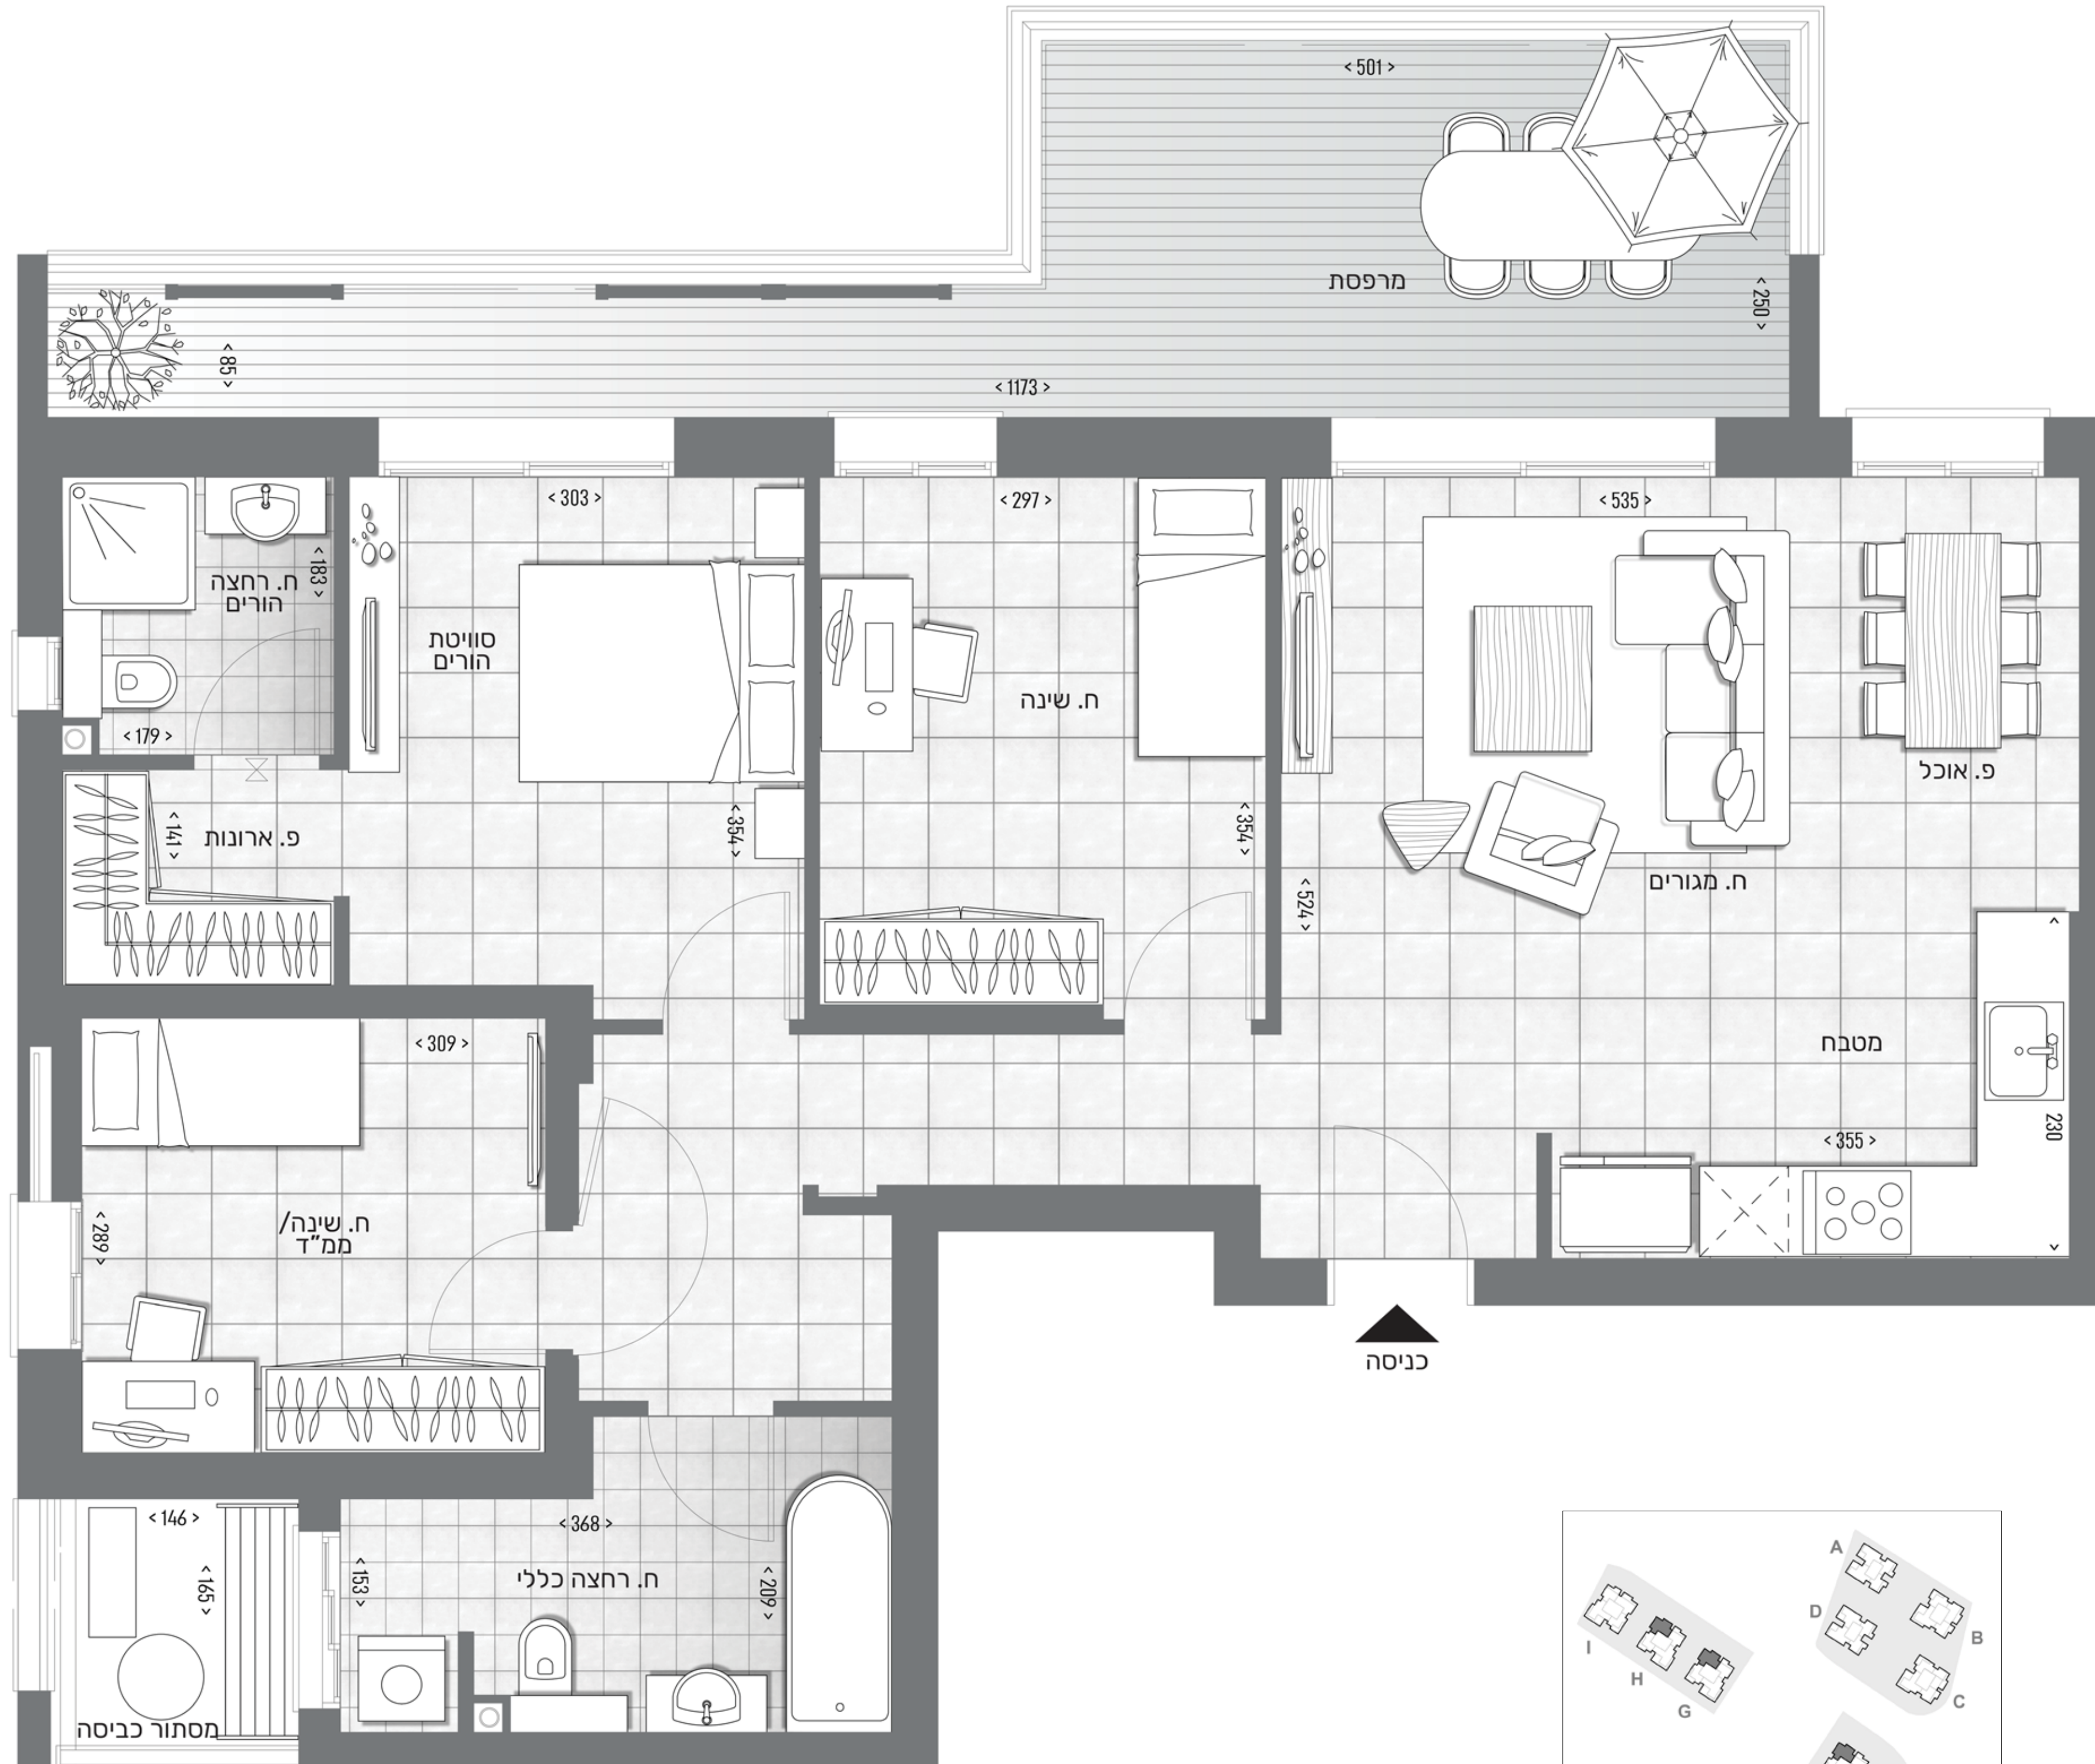 < 501 >
מרפסת
< 250 >
< 85 >
< 1173 >
< 303 >
< 297 >
< 535 >
ח. רחצה
הורים
< 183 >
< 179 >
סוויטת
הורים
< 354 >
ח. שינה
< 354 >
פ. אוכל
ח. מגורים
< 524 >
פ. ארונות
< 141 >
מטבח
< 355 >
< 230 >
< 309 >
ח. שינה/
ממ"ד
< 289 >
כניסה
< 146 >
< 165 >
מסתור כביסה
< 368 >
< 153 >
ח. רחצה כללי
< 209 >
A
D
B
I
H
C
G